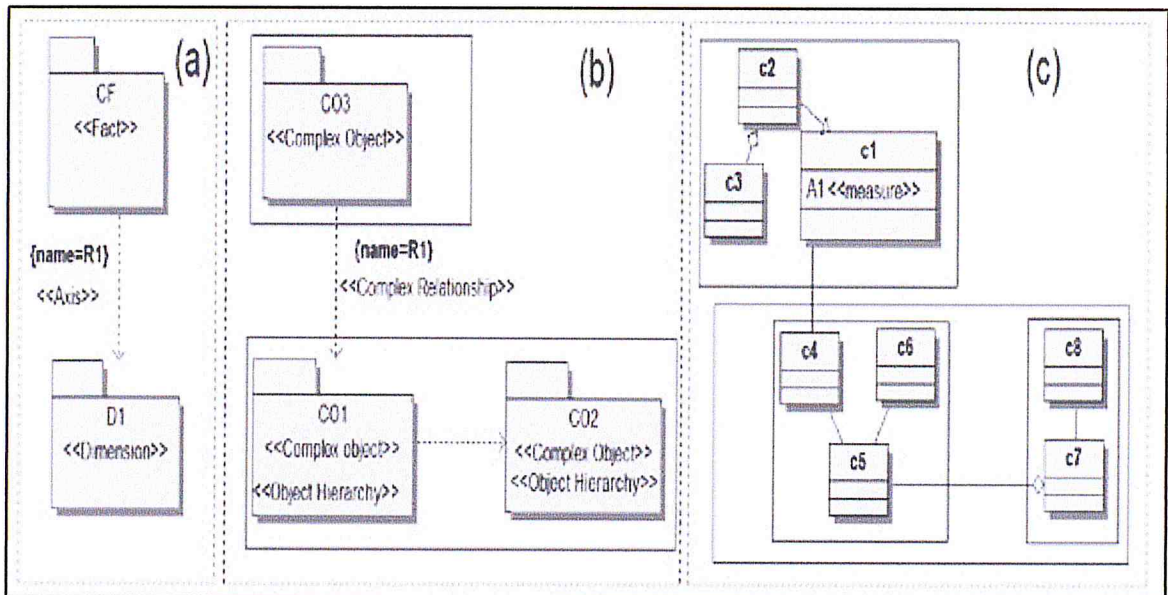 (a)
CF
<<Fact>>
{name=R1}
<<Axis>>
D1
<<Dimension>>
(b)
CO3
<<Complex Object>>
{name=R1}
<<Complex Relationship>>
CO1
<<Complex object>>
<<Object Hierarchy>>
CO2
<<Complex Object>>
<<Object Hierarchy>>
(c)
c2
c1
A1<<measure>>
c3
c4
c6
c8
c5
c7